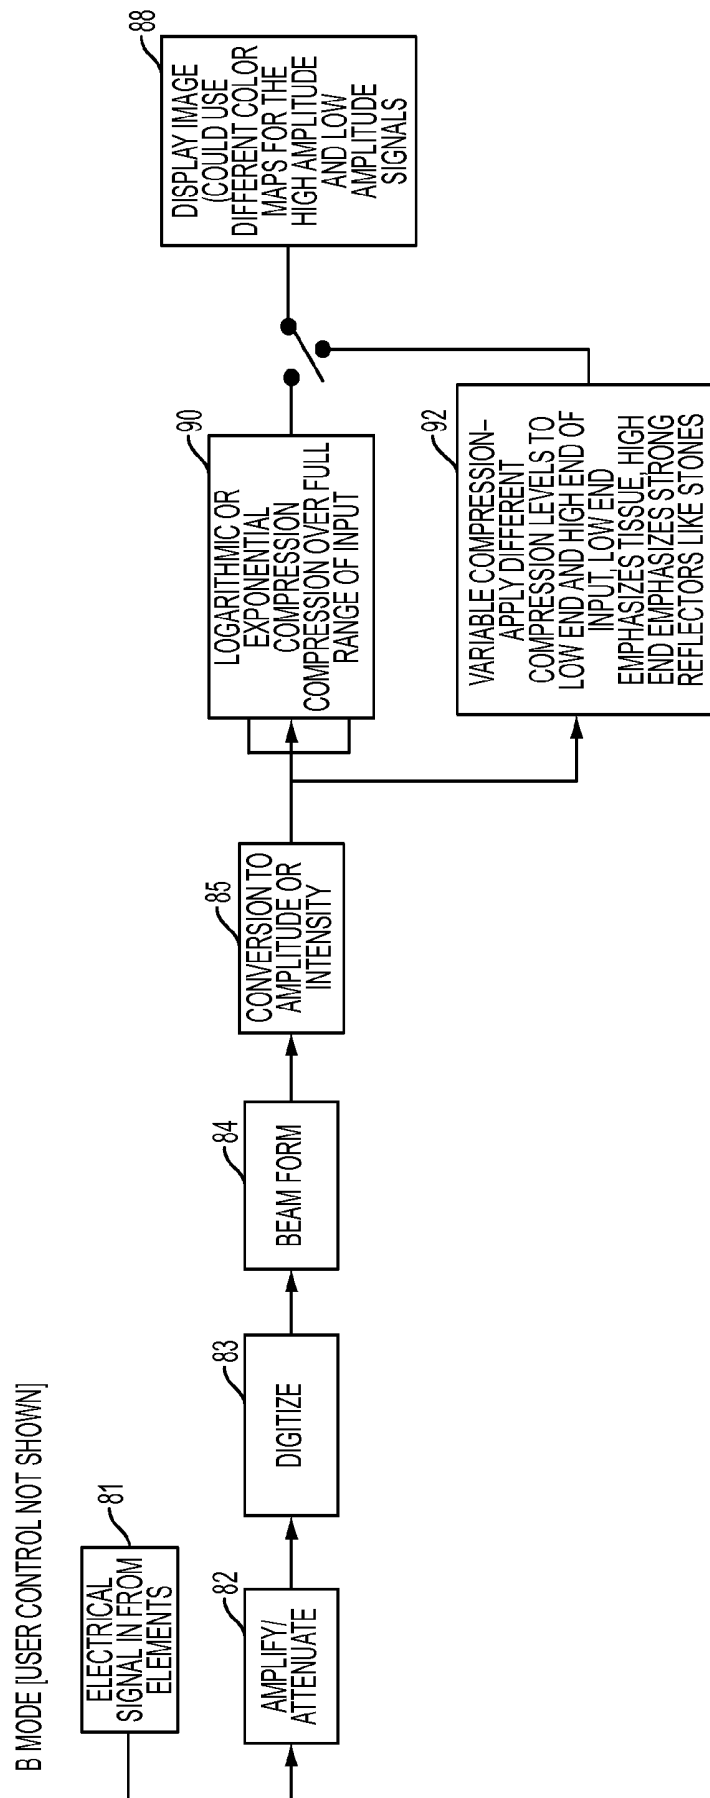 B MODE [USER CONTROL NOT SHOWN]
81
ELECTRICAL
SIGNAL IN FROM
ELEMENTS
82
AMPLIFY/
ATTENUATE
83
DIGITIZE
84
BEAM FORM
85
CONVERSION TO
AMPLITUDE OR
INTENSITY
90
LOGARITHMIC OR
EXPONENTIAL
COMPRESSION
COMPRESSION OVER FULL
RANGE OF INPUT
92
VARIABLE COMPRESSION–
APPLY DIFFERENT
COMPRESSION LEVELS TO
LOW END AND HIGH END OF
INPUT, LOW END
EMPHASIZES TISSUE, HIGH
END EMPHASIZES STRONG
REFLECTORS LIKE STONES
88
DISPLAY IMAGE
(COULD USE
DIFFERENT COLOR
MAPS FOR THE
HIGH AMPLITUDE
AND LOW
AMPLITUDE
SIGNALS